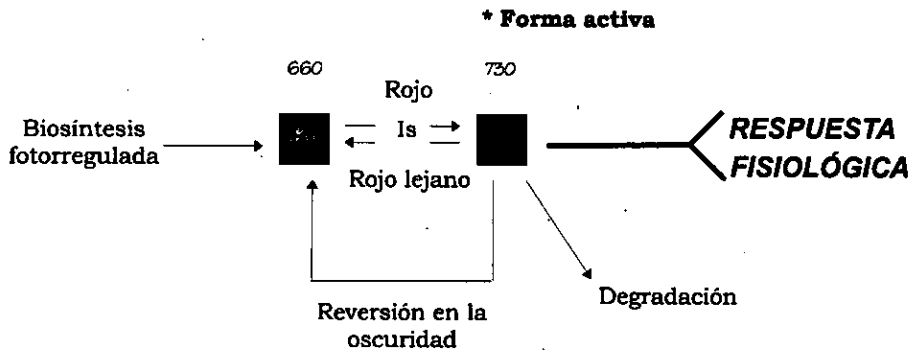 * Forma activa
660
730
Rojo
Biosíntesis
fotorregulada
Is
Rojo lejano
RESPUESTA
FISIOLÓGICA
Degradación
Reversión en la
oscuridad